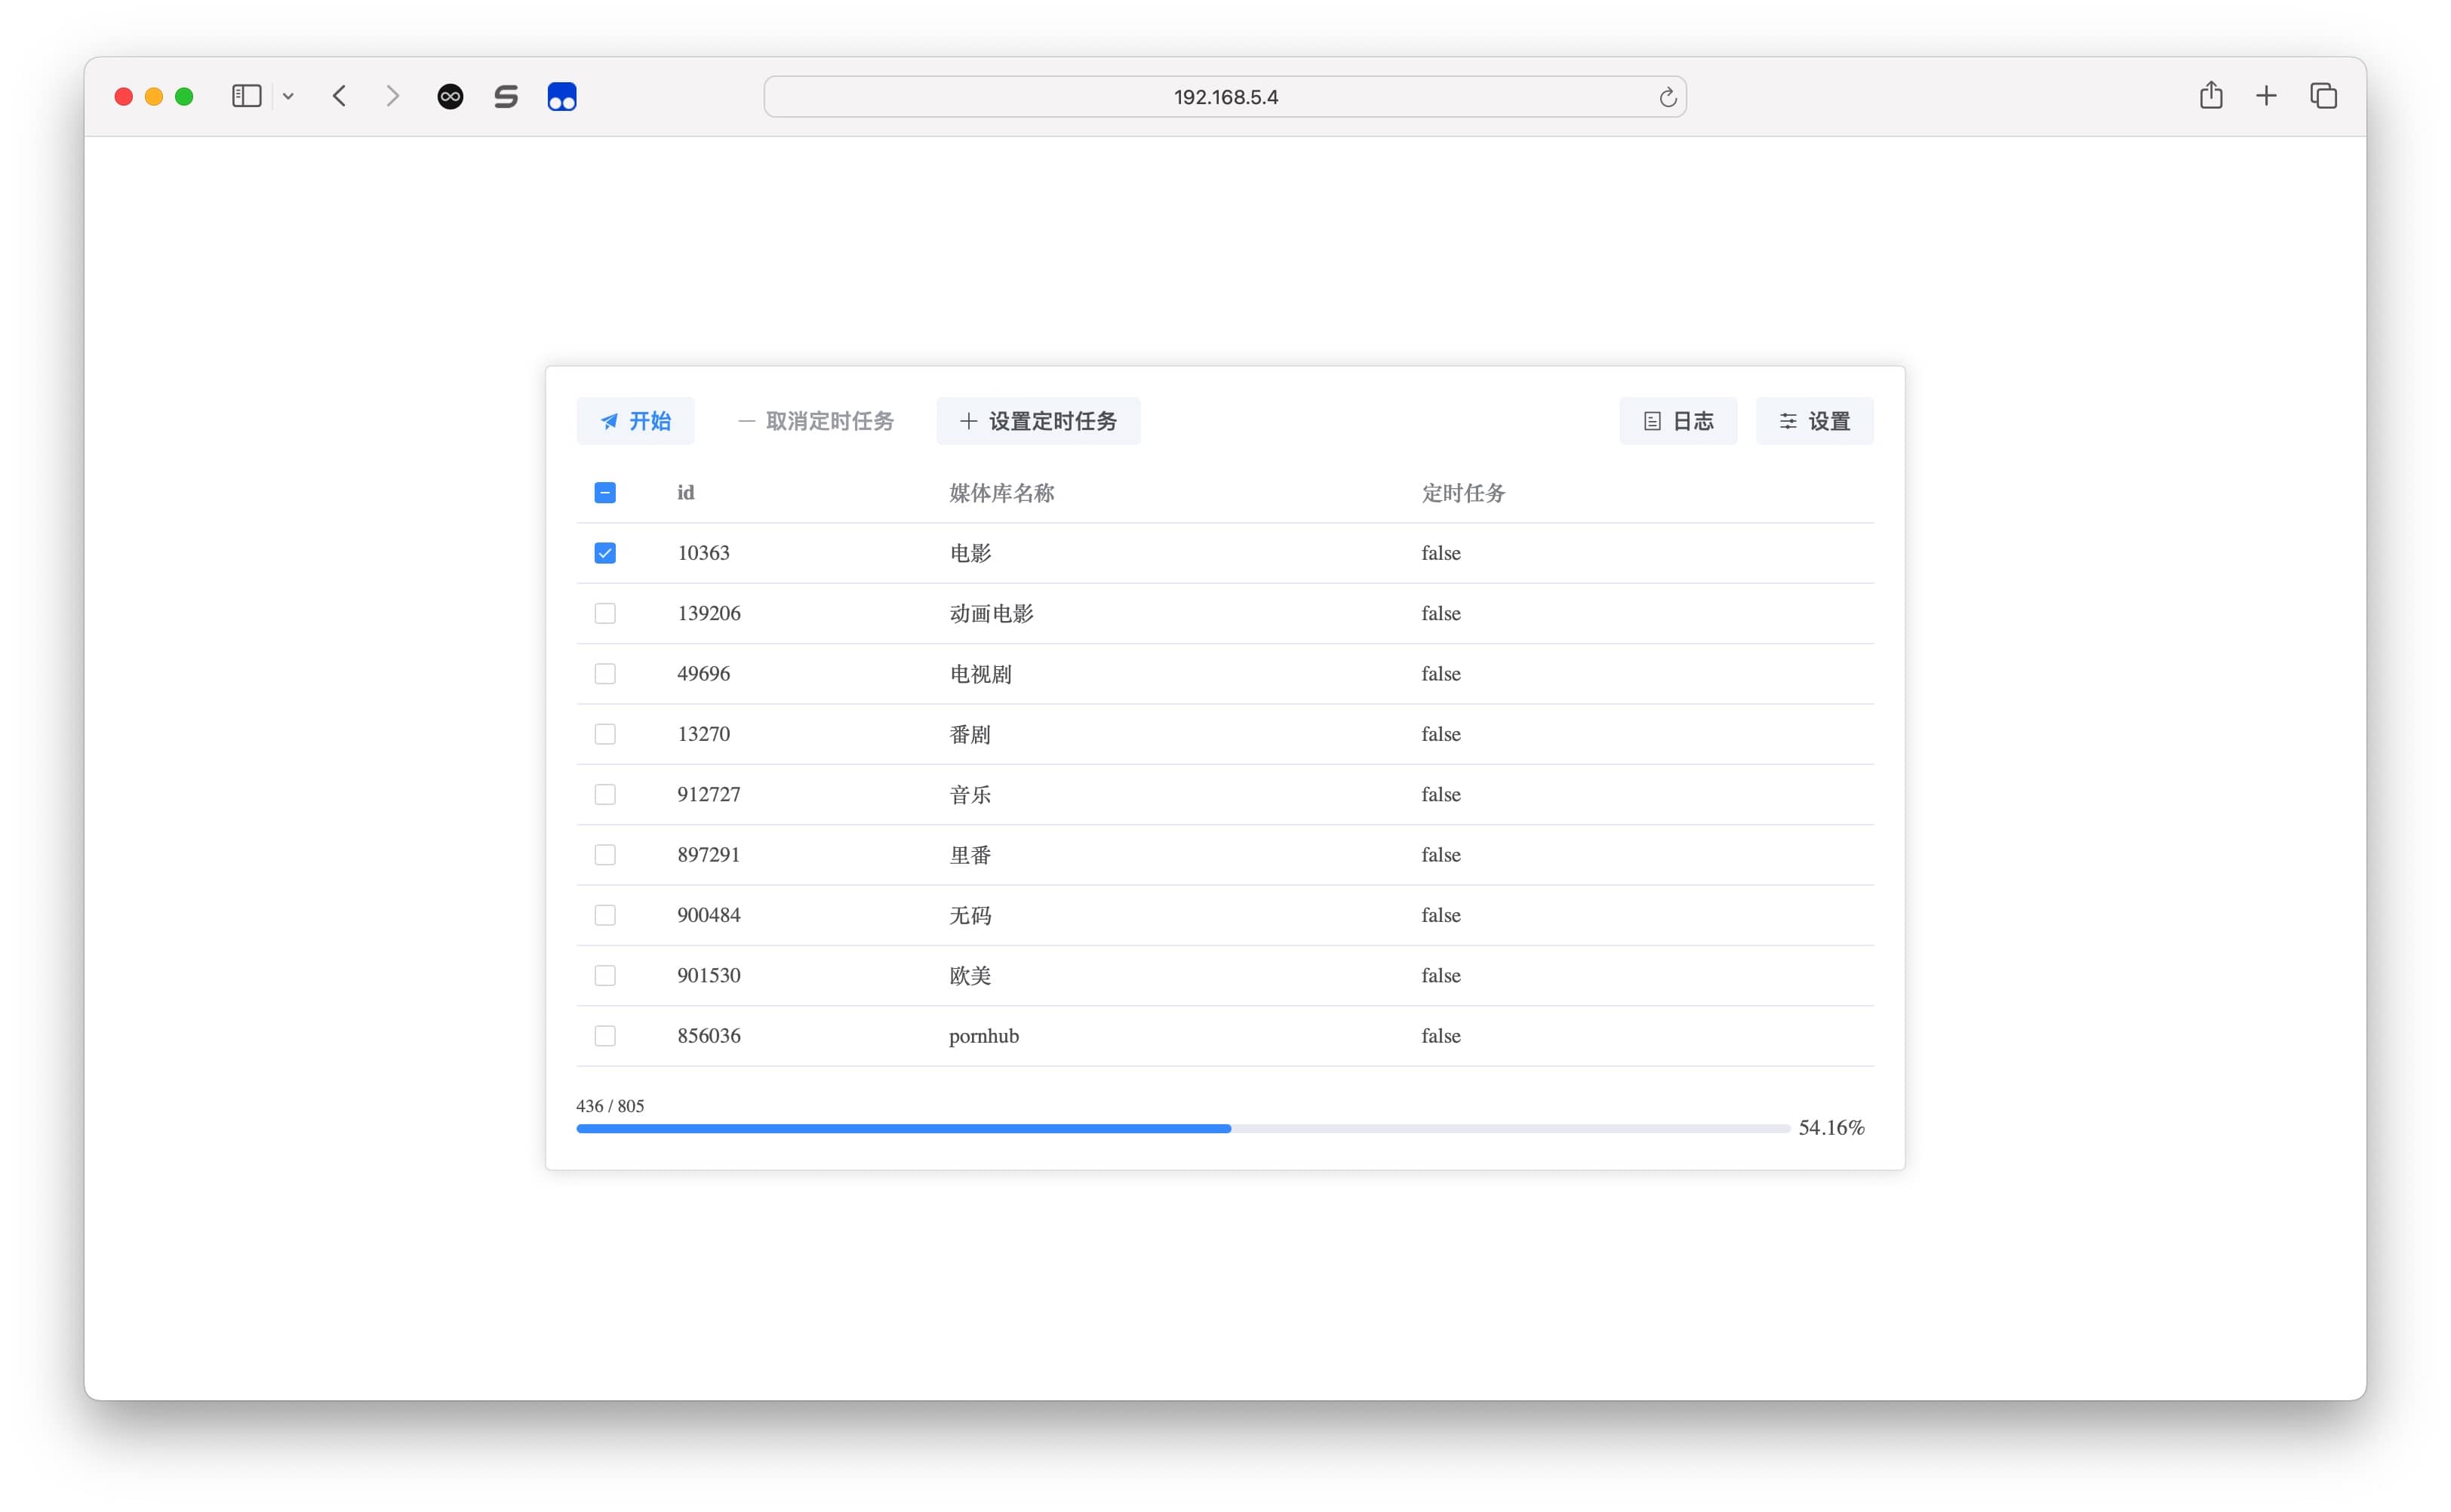 192.168.5.4
开始 取消定时任务 设置定时任务 日志 设置
id 媒体库名称 定时任务
10363 电影 false
139206 动画电影 false
49696 电视剧 false
13270 番剧 false
912727 音乐 false
897291 里番 false
900484 无码 false
901530 欧美 false
856036 pornhub false
436 / 805
54.16%